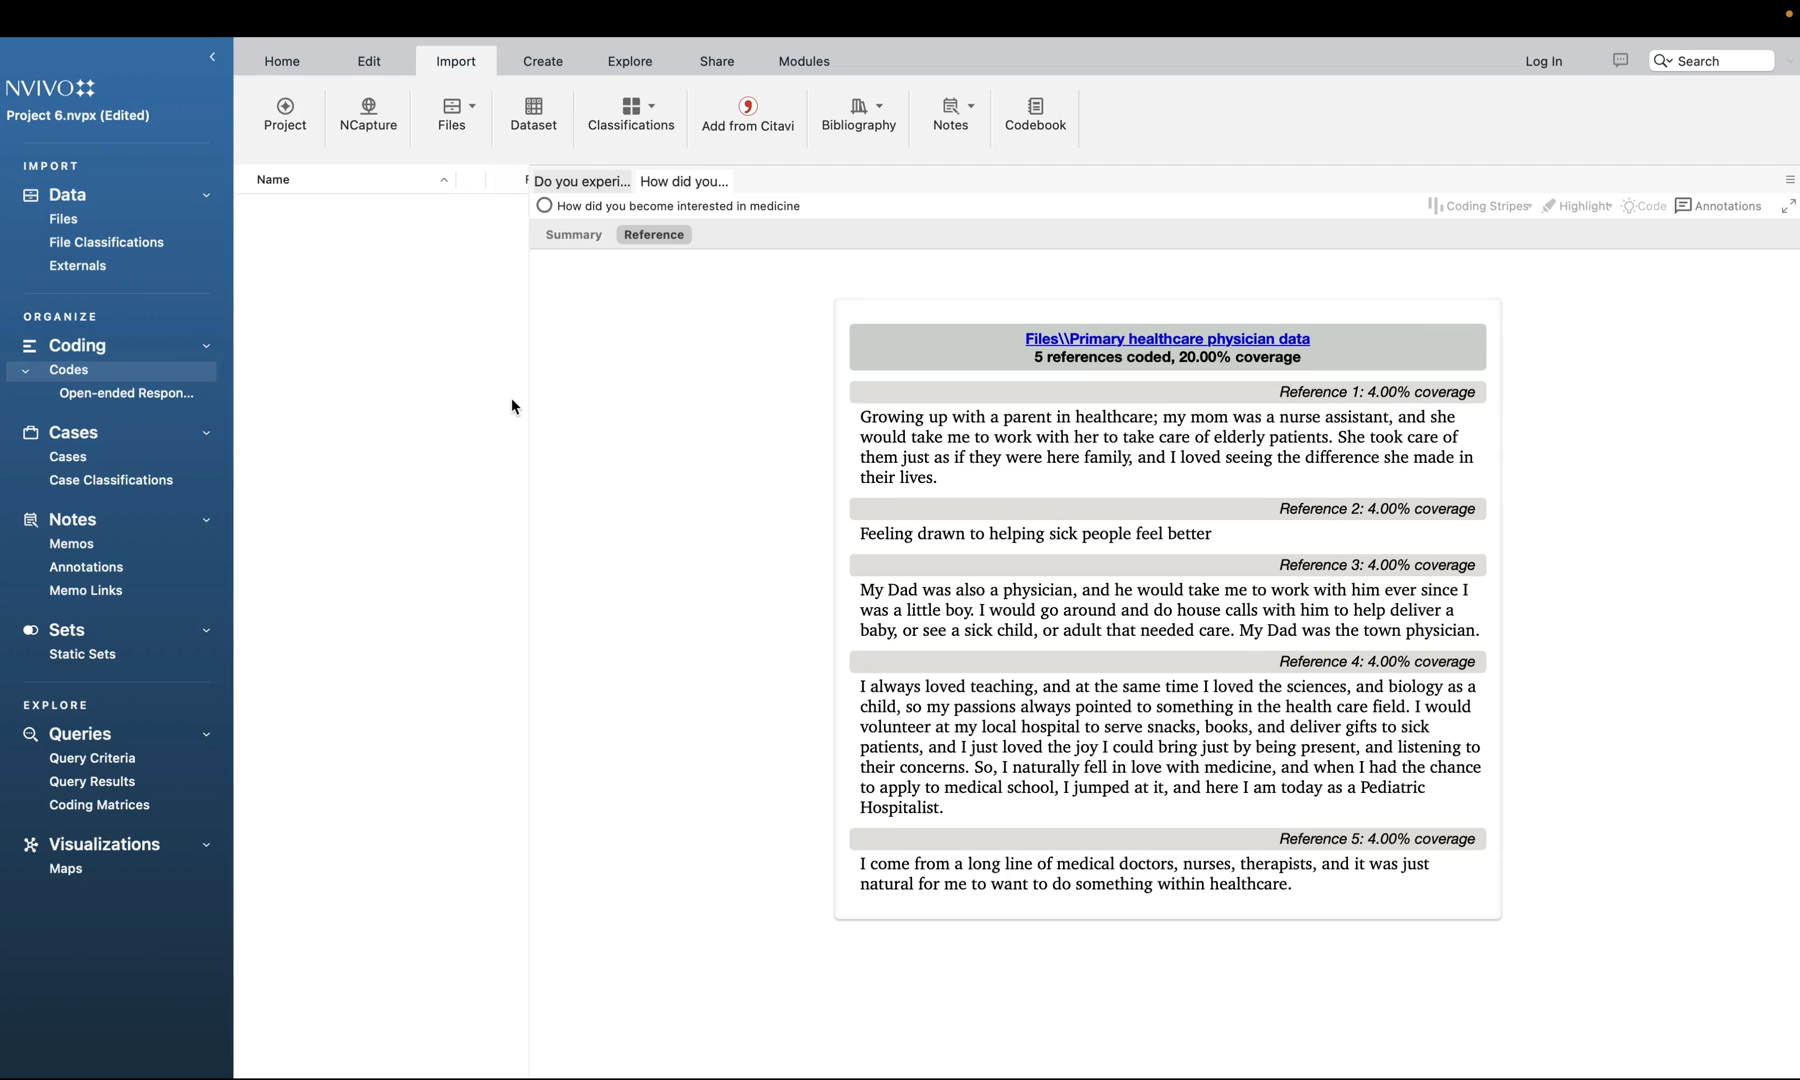 Home
Edit
Import
Create
Explore
Share
Modules
Log In
Search
NVIVO
Project 6.nvpx (Edited)
Project
NCapture
Files
Dataset
Classifications
Add from Citavi
Bibliography
Notes
Codebook
IMPORT
Data
Files
File Classifications
Externals
ORGANIZE
Coding
Codes
Open-ended Respon...
Cases
Cases
Case Classifications
Notes
Memos
Annotations
Memo Links
Sets
Static Sets
EXPLORE
Queries
Query Criteria
Query Results
Coding Matrices
Visualizations
Maps
Name
Do you experi...
How did you...
How did you become interested in medicine
Coding Stripes
Highlight
Code
Annotations
Summary
Reference
Files\\Primary healthcare physician data
5 references coded, 20.00% coverage
Reference 1: 4.00% coverage
Growing up with a parent in healthcare; my mom was a nurse assistant, and she
would take me to work with her to take care of elderly patients. She took care of
them just as if they were here family, and I loved seeing the difference she made in
their lives.
Reference 2: 4.00% coverage
Feeling drawn to helping sick people feel better
Reference 3: 4.00% coverage
My Dad was also a physician, and he would take me to work with him ever since I
was a little boy. I would go around and do house calls with him to help deliver a
baby, or see a sick child, or adult that needed care. My Dad was the town physician.
Reference 4: 4.00% coverage
I always loved teaching, and at the same time I loved the sciences, and biology as a
child, so my passions always pointed to something in the health care field. I would
volunteer at my local hospital to serve snacks, books, and deliver gifts to sick
patients, and I just loved the joy I could bring just by being present, and listening to
their concerns. So, I naturally fell in love with medicine, and when I had the chance
to apply to medical school, I jumped at it, and here I am today as a Pediatric
Hospitalist.
Reference 5: 4.00% coverage
I come from a long line of medical doctors, nurses, therapists, and it was just
natural for me to want to do something within healthcare.